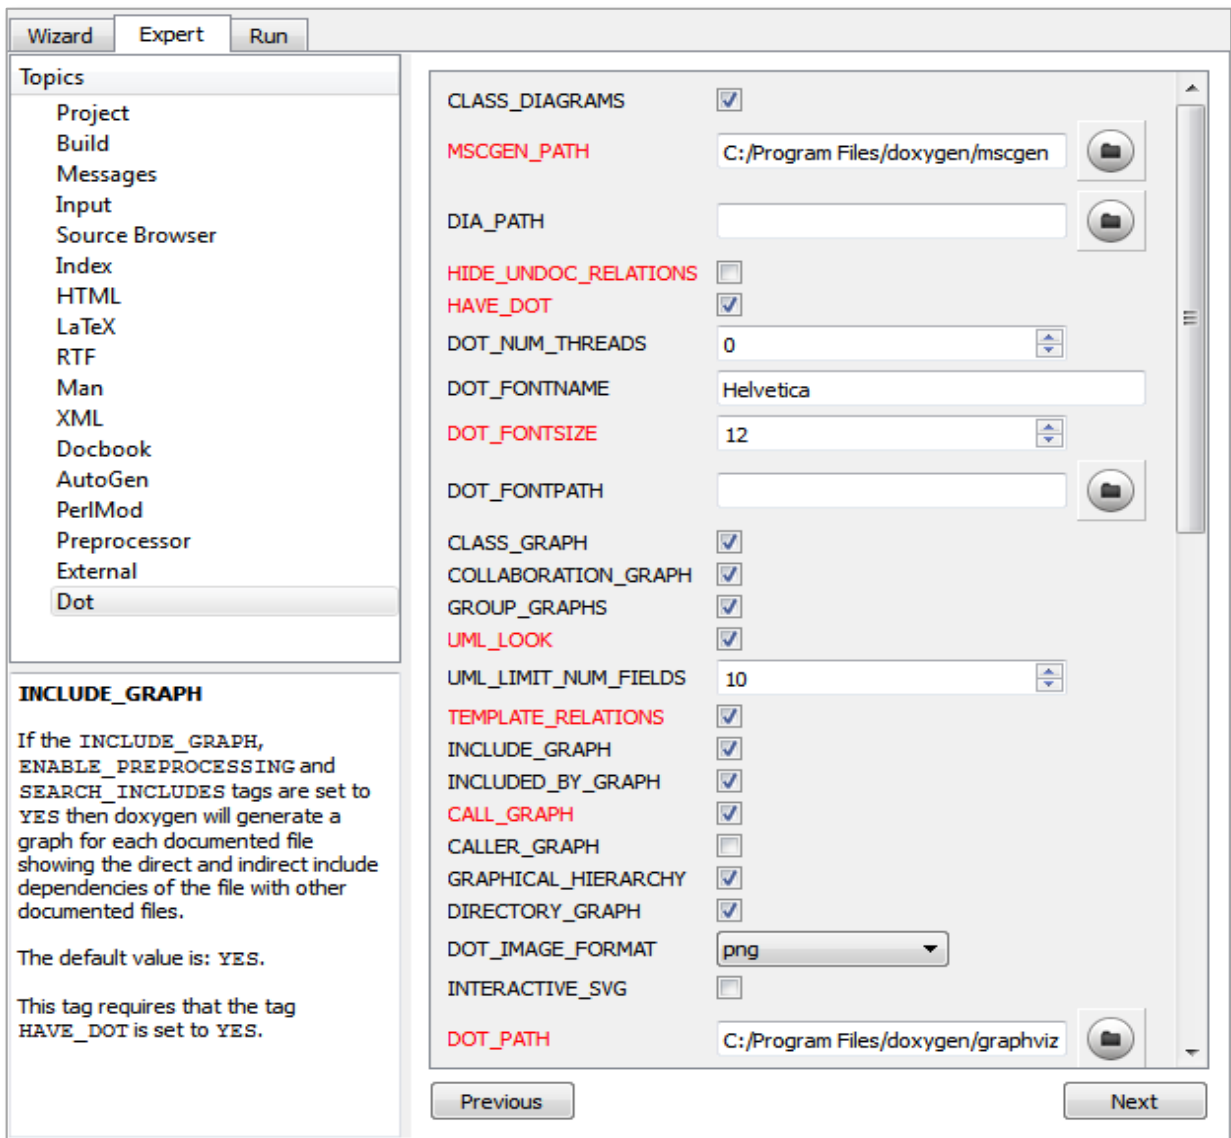 Wizard
Expert
Run
Topics
Project
Build
Messages
Input
Source Browser
Index
HTML
LaTeX
RTF
Man
XML
Docbook
AutoGen
PerlMod
Preprocessor
External
Dot
INCLUDE_GRAPH
If the INCLUDE_GRAPH,
ENABLE_PREPROCESSING and
SEARCH_INCLUDES tags are set to
YES then doxygen will generate a
graph for each documented file
showing the direct and indirect include
dependencies of the file with other
documented files.
The default value is: YES.
This tag requires that the tag
HAVE_DOT is set to YES.
CLASS_DIAGRAMS
MSCGEN_PATH C:/Program Files/doxygen/mscgen
DIA_PATH
HIDE_UNDOC_RELATIONS
HAVE_DOT
DOT_NUM_THREADS 0
DOT_FONTNAME Helvetica
DOT_FONTSIZE 12
DOT_FONTPATH
CLASS_GRAPH
COLLABORATION_GRAPH
GROUP_GRAPHS
UML_LOOK
UML_LIMIT_NUM_FIELDS 10
TEMPLATE_RELATIONS
INCLUDE_GRAPH
INCLUDED_BY_GRAPH
CALL_GRAPH
CALLER_GRAPH
GRAPHICAL_HIERARCHY
DIRECTORY_GRAPH
DOT_IMAGE_FORMAT png
INTERACTIVE_SVG
DOT_PATH C:/Program Files/doxygen/graphviz
Previous
Next